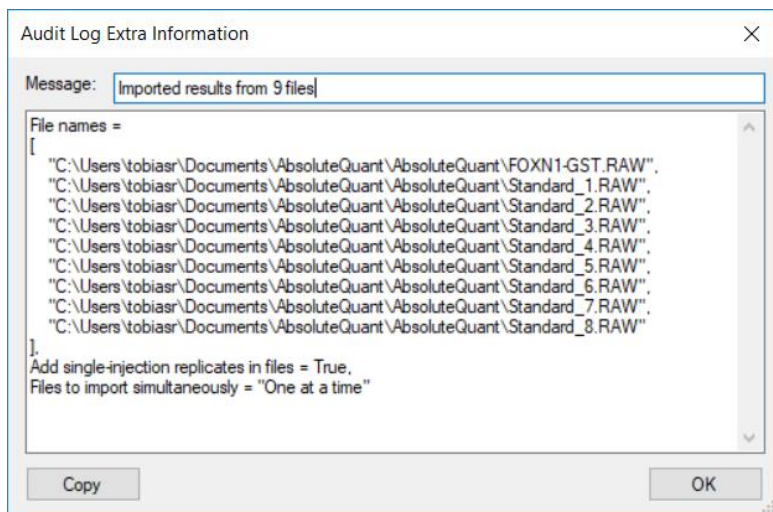 Audit Log Extra Information
Message: Imported results from 9 files
File names =
[
"C:\Users\tobiasr\Documents\AbsoluteQuant\AbsoluteQuant\FOXN1-GST.RAW",
"C:\Users\tobiasr\Documents\AbsoluteQuant\AbsoluteQuant\Standard_1.RAW",
"C:\Users\tobiasr\Documents\AbsoluteQuant\AbsoluteQuant\Standard_2.RAW",
"C:\Users\tobiasr\Documents\AbsoluteQuant\AbsoluteQuant\Standard_3.RAW",
"C:\Users\tobiasr\Documents\AbsoluteQuant\AbsoluteQuant\Standard_4.RAW",
"C:\Users\tobiasr\Documents\AbsoluteQuant\AbsoluteQuant\Standard_5.RAW",
"C:\Users\tobiasr\Documents\AbsoluteQuant\AbsoluteQuant\Standard_6.RAW",
"C:\Users\tobiasr\Documents\AbsoluteQuant\AbsoluteQuant\Standard_7.RAW",
"C:\Users\tobiasr\Documents\AbsoluteQuant\AbsoluteQuant\Standard_8.RAW"
],
Add single-injection replicates in files = True,
Files to import simultaneously = "One at a time"
Copy OK